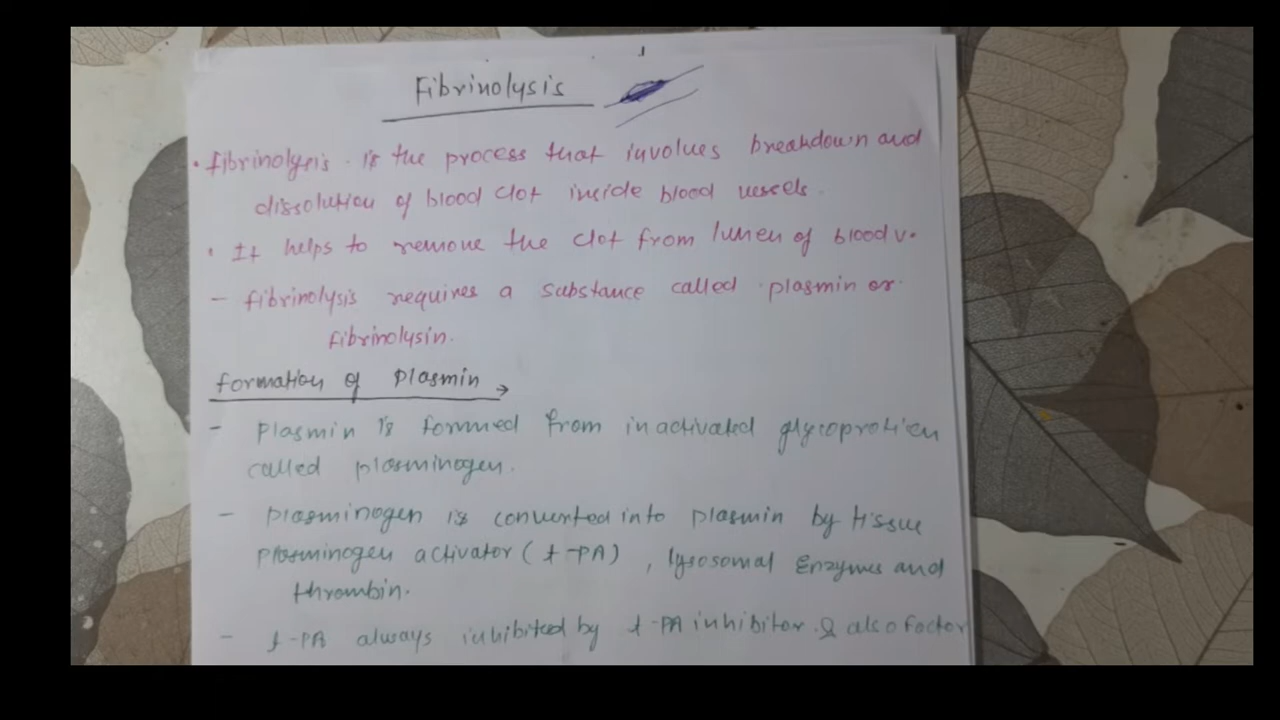 Fibrinolysis
• fibrinolysis is the process that involues breakdown and
dissolution of blood clot inside blood vessels.
• It helps to remove the clot from lumen of blood v.
- fibrinolysis requires a substance called plasmin or
fibrinolysin.
formation of plasmin →
- plasmin is formed from inactivated glycoprotien
called plasminogen.
- plasminogen is converted into plasmin by tissue
plasminogen activator (t-PA), lysosomal Enzymes and
thrombin.
- t-PA always inhibited by t-PA inhibitor & also factor